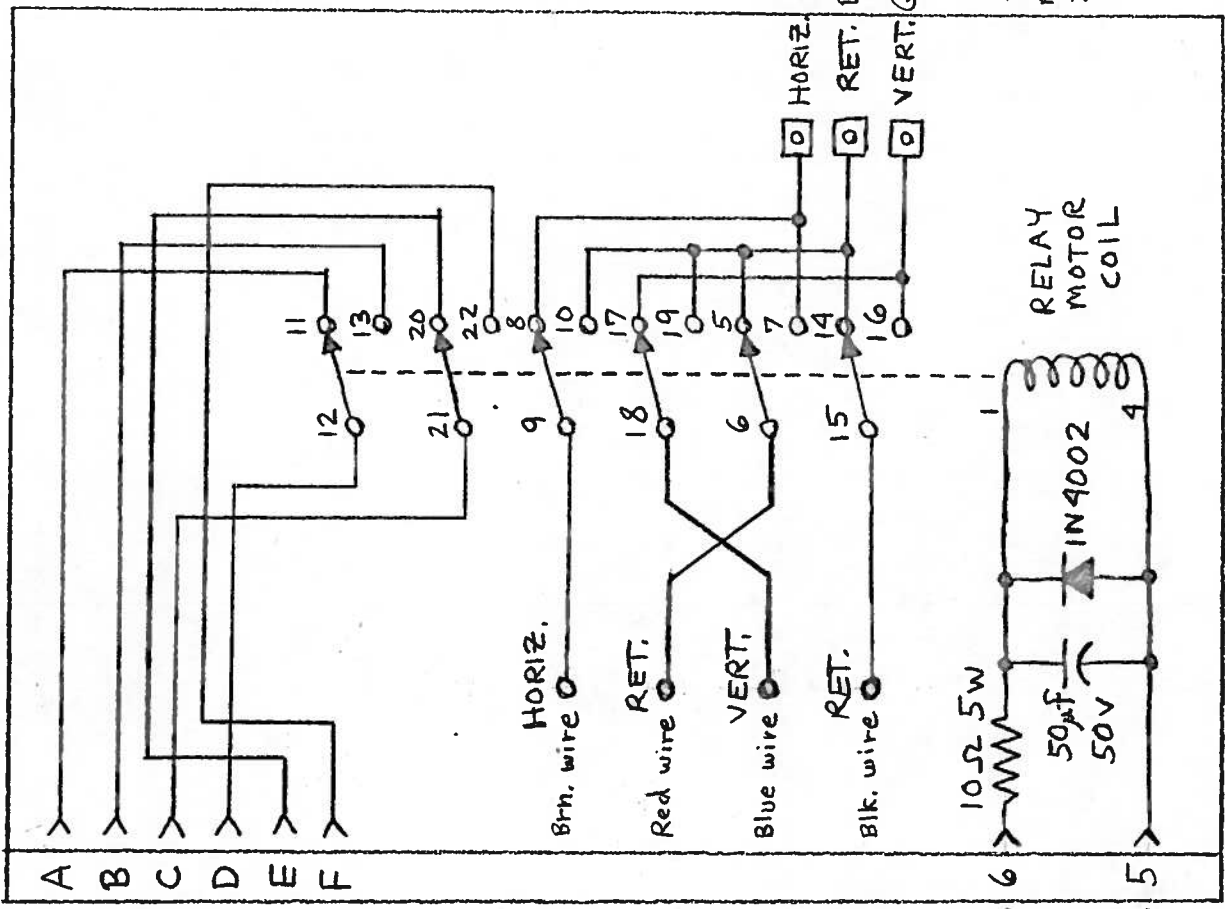 A
B
C
D
E
F
12
11
13
21
20
22
HORIZ.
Brn. wire
9
8
10
RET.
Red wire
18
17
19
VERT.
Blue wire
6
5
7
HORIZ.
RET.
Blk. wire
15
14
16
RET.
VERT.
6
10Ω 5W
50μf
50V
1N4002
1
4
RELAY
MOTOR
COIL
5